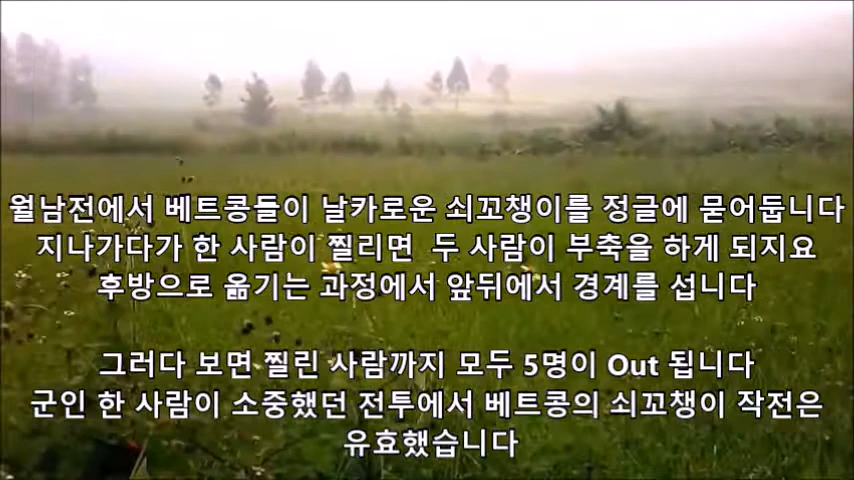 월남전에서 베트콩들이 날카로운 쇠꼬챙이를 정글에 묻어둡니다
지나가다가 한 사람이 찔리면 두 사람이 부축을 하게 되지요
후방으로 옮기는 과정에서 앞뒤에서 경계를 섭니다
그러다 보면 찔린 사람까지 모두 5명이 Out 됩니다
군인 한 사람이 소중했던 전투에서 베트콩의 쇠꼬챙이 작전은
유효했습니다